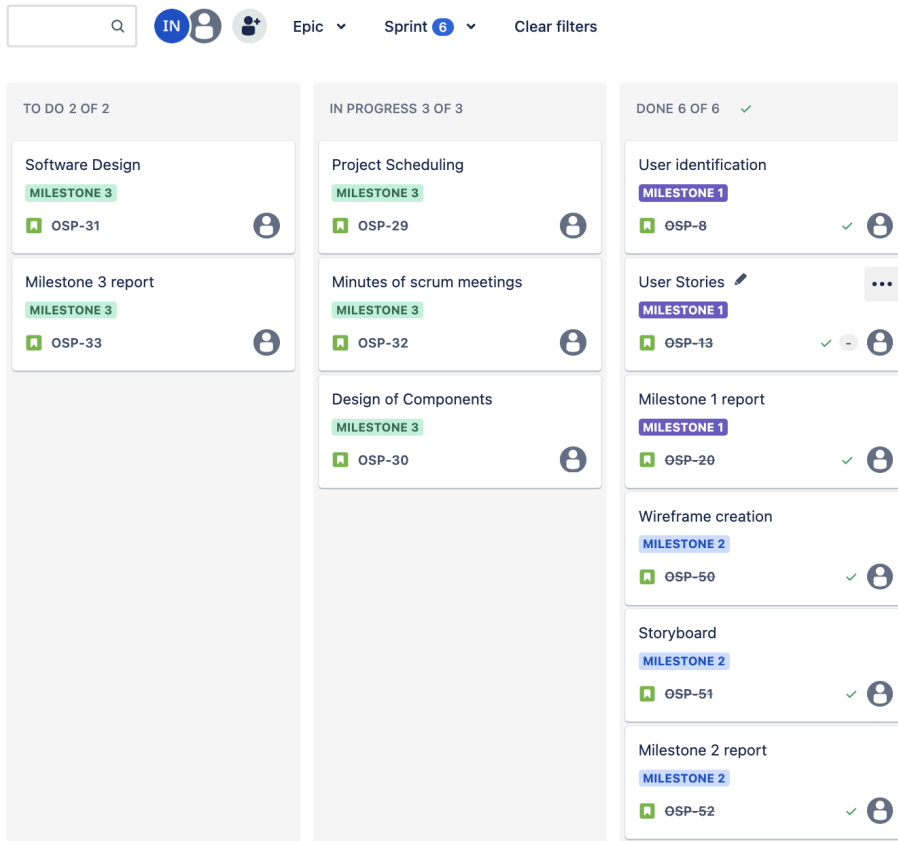 IN
Epic
Sprint 6
Clear filters
TO DO 2 OF 2
Software Design
MILESTONE 3
OSP-31
Milestone 3 report
MILESTONE 3
OSP-33
IN PROGRESS 3 OF 3
Project Scheduling
MILESTONE 3
OSP-29
Minutes of scrum meetings
MILESTONE 3
OSP-32
Design of Components
MILESTONE 3
OSP-30
DONE 6 OF 6
User identification
MILESTONE 1
OSP-8
User Stories
MILESTONE 1
OSP-13 -
Milestone 1 report
MILESTONE 1
OSP-20
Wireframe creation
MILESTONE 2
OSP-50
Storyboard
MILESTONE 2
OSP-51
Milestone 2 report
MILESTONE 2
OSP-52